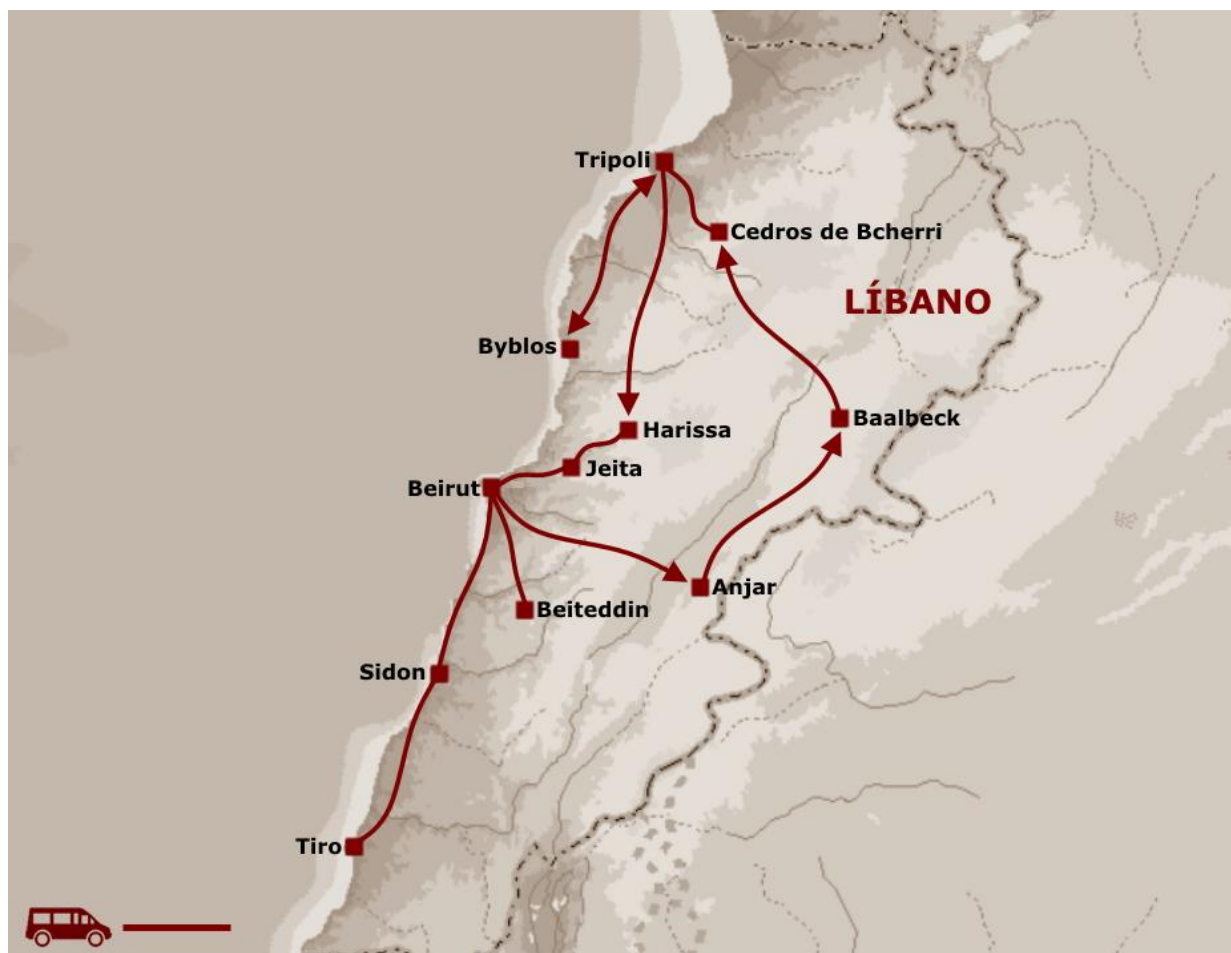 Tripoli
Cedros de Bcherri
LÍBANO
Byblos
Baalbeck
Harissa
Jeita
Beirut
Anjar
Beiteddin
Sidon
Tiro